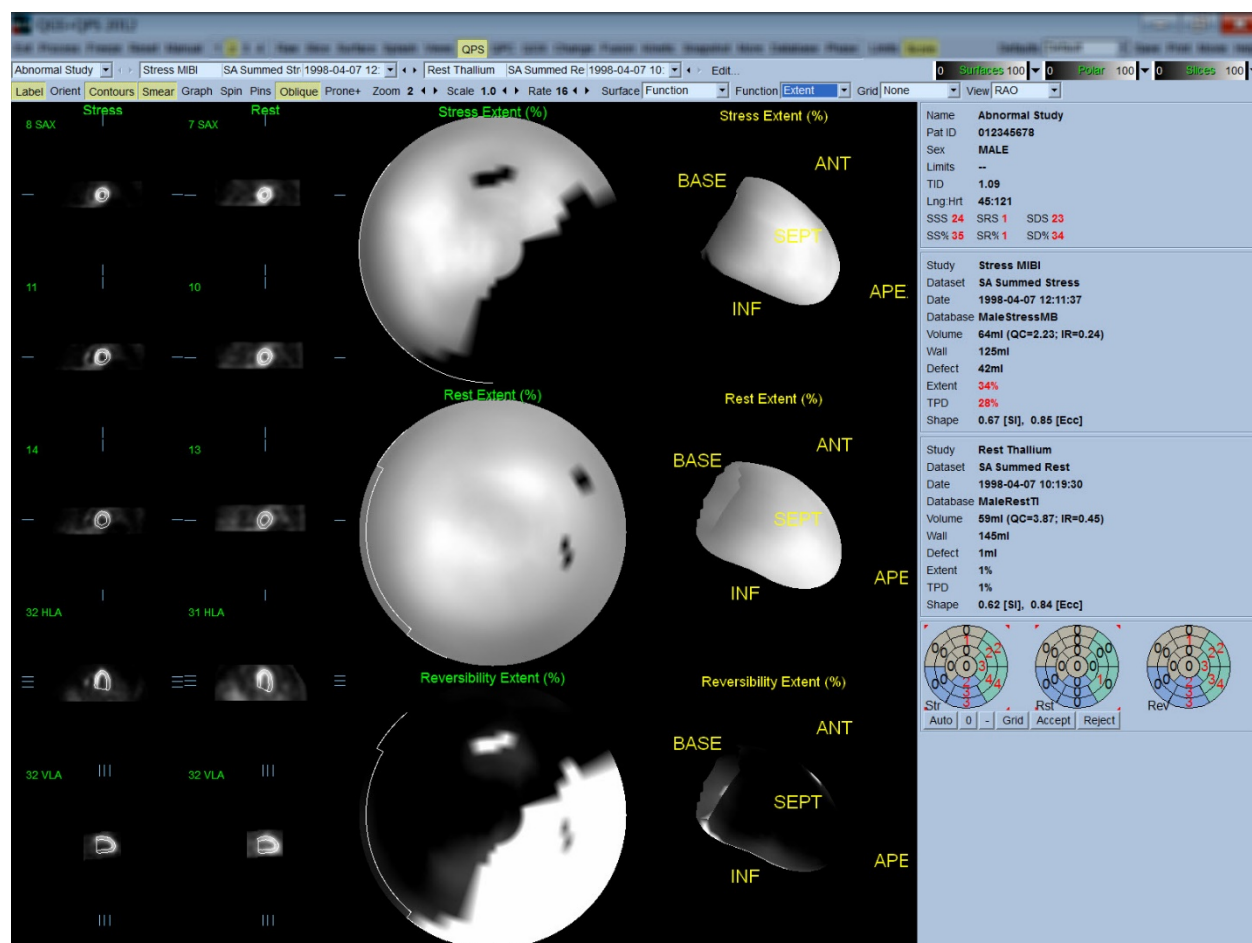 QGS+QPS 2012
QPS
Abnormal Study Stress MIBI SA Summed Str 1998-04-07 12: Rest Thallium SA Summed Re 1998-04-07 10: Edit... 0 Surfaces 100 0 Polar 100 0 Slices 100
Label Orient Contours Smear Graph Spin Pins Oblique Prone+ Zoom 2 Scale 1.0 Rate 16 Surface Function Function Extent Grid None View RAO
Stress Rest
8 SAX 7 SAX
11 10
14 13
32 HLA 31 HLA
32 VLA 32 VLA
Stress Extent (%)
Stress Extent (%)
ANT
BASE
SEPT
APE
INF
Rest Extent (%)
Rest Extent (%)
ANT
BASE
SEPT
APE
INF
Reversibility Extent (%)
Reversibility Extent (%)
ANT
BASE
SEPT
APE
INF
Name Abnormal Study
Pat ID 012345678
Sex MALE
Limits --
TID 1.09
Lng:Hrt 45:121
SSS 24 SRS 1 SDS 23
SS% 35 SR% 1 SD% 34
Study Stress MIBI
Dataset SA Summed Stress
Date 1998-04-07 12:11:37
Database MaleStressMB
Volume 64ml (QC=2.23; IR=0.24)
Wall 125ml
Defect 42ml
Extent 34%
TPD 28%
Shape 0.67 [SI], 0.85 [Ecc]
Study Rest Thallium
Dataset SA Summed Rest
Date 1998-04-07 10:19:30
Database MaleRestTl
Volume 59ml (QC=3.87; IR=0.45)
Wall 145ml
Defect 1ml
Extent 1%
TPD 1%
Shape 0.62 [SI], 0.84 [Ecc]
Str Rst Rev
Auto 0 - Grid Accept Reject